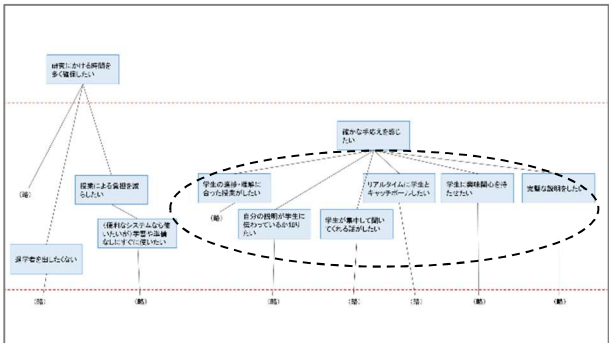 研究にかける時間を
多く確保したい
確かな手応えを感じ
たい
授業による負担を減
らしたい
学生の進捗・理解に
合った授業がしたい
リアルタイムに学生と
キャッチボールしたい
学生に興味関心を持
たせたい
完璧な説明をしたい
（略）
（略）
自分の説明が学生に
伝わっているか知り
たい
学生が集中して聞い
てくれる話がしたい
（便利なシステムなら使
いたいが）学習や準備
なしにすぐに使いたい
退学者を出したくない
（略）
（略）
（略）
（略）
（略）
（略）
（略）